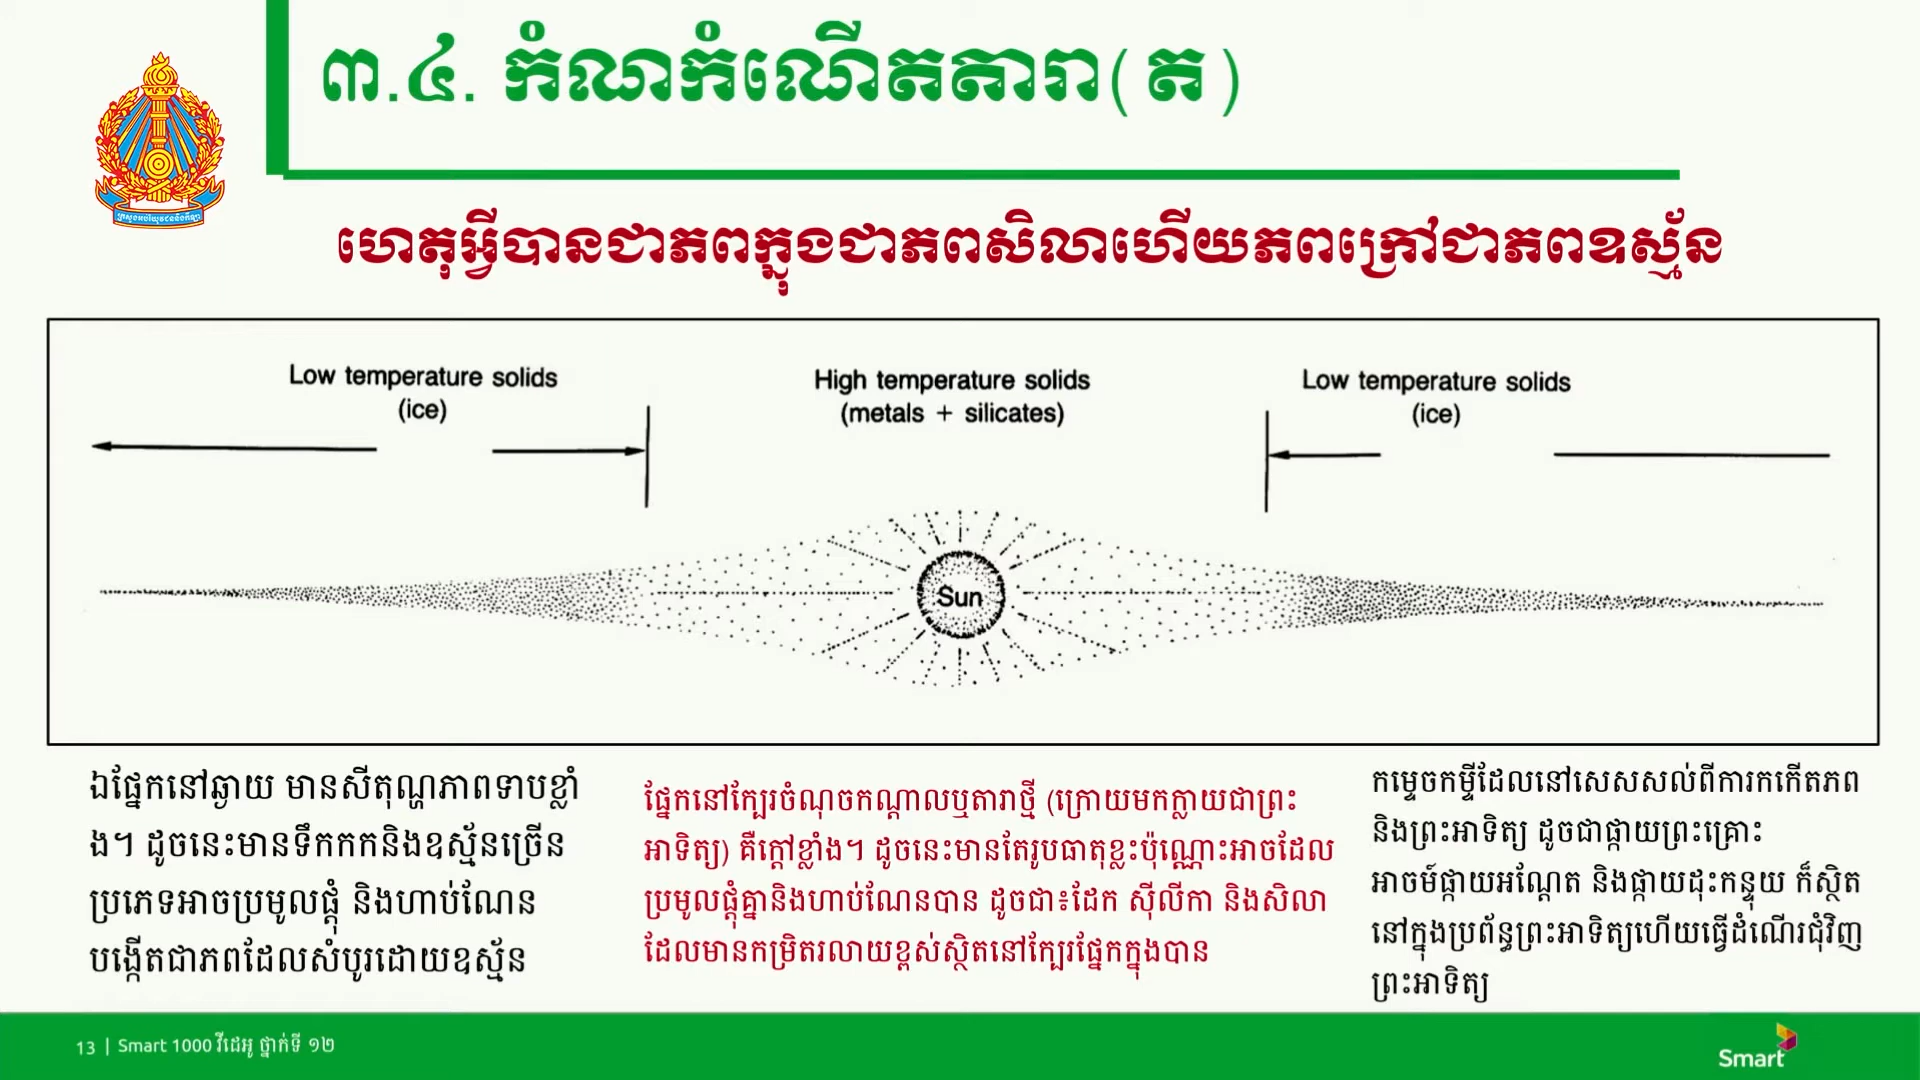 ៣.៤. កំណកំណើតតារា(ត)
ហេតុអ្វីបានជាភពក្នុងជាភពសិលាហើយភពក្រៅជាភពឧស្ម័ន
Low temperature solids
(ice)
High temperature solids
(metals + silicates)
Low temperature solids
(ice)
Sun
ឯផ្នែកនៅឆ្ងាយ មានសីតុណ្ហភាពទាបខ្លាំ
ង។ ដូចនេះមានទឹកកកនិងឧស្ម័នច្រើន
ប្រភេទអាចប្រមូលផ្តុំ និងហាប់ណែន
បង្កើតជាភពដែលសំបូរដោយឧស្ម័ន
ផ្នែកនៅក្បែរចំណុចកណ្តាលឬតារាថ្មី (ក្រោយមកក្លាយជាព្រះ
អាទិត្យ) គឺក្តៅខ្លាំង។ ដូចនេះមានតែរូបធាតុខ្លះប៉ុណ្ណោះអាចដែល
ប្រមូលផ្តុំគ្នានិងហាប់ណែនបាន ដូចជា៖ដែក ស៊ីលីកា និងសិលា
ដែលមានកម្រិតរលាយខ្ពស់ស្ថិតនៅក្បែរផ្នែកក្នុងបាន
កម្ទេចកម្ទីដែលនៅសេសសល់ពីការកកើតភព
និងព្រះអាទិត្យ ដូចជាផ្កាយព្រះគ្រោះ
អាចម៍ផ្កាយអណ្តែត និងផ្កាយដុះកន្ទុយ ក៏ស្ថិត
នៅក្នុងប្រព័ន្ធព្រះអាទិត្យហើយធ្វើដំណើរជុំវិញ
ព្រះអាទិត្យ
13 | Smart 1000 វីដេអូ ថ្នាក់ទី ១២
Smart